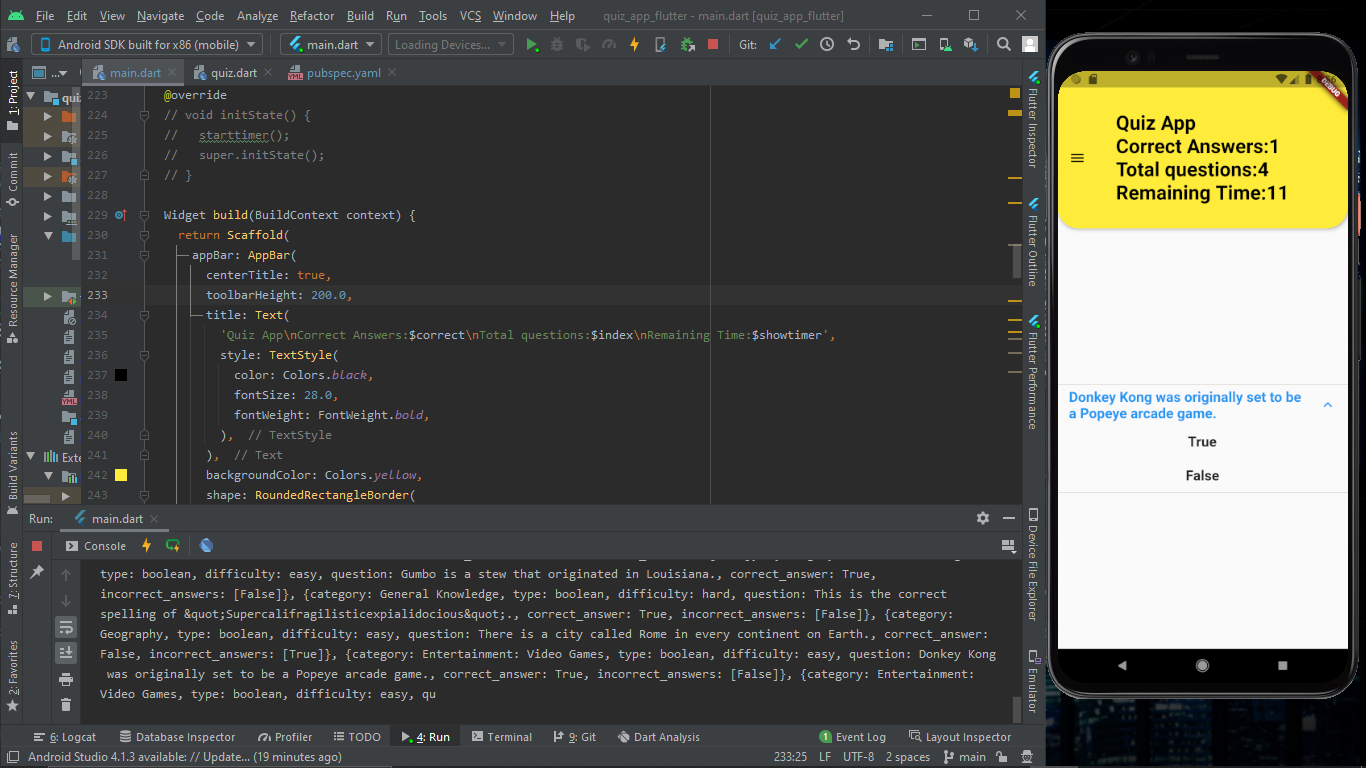 File Edit View Navigate Code Analyze Refactor Build Run Tools VCS Window Help quiz_app_flutter - main.dart [quiz_app_flutter]
Android SDK built for x86 (mobile) main.dart Loading Devices... Git:
... main.dart quiz.dart pubspec.yaml
1: Project
Commit
Resource Manager
Build Variants
7: Structure
2: Favorites
quiz
Exte
223 @override
224 // void initState() {
225 //   starttimer();
226 //   super.initState();
227 // }
228
229 Widget build(BuildContext context) {
230 return Scaffold(
231 appBar: AppBar(
232 centerTitle: true,
233 toolbarHeight: 200.0,
234 title: Text(
235 'Quiz App\nCorrect Answers:$correct\nTotal questions:$index\nRemaining Time:$showtimer',
236 style: TextStyle(
237 color: Colors.black,
238 fontSize: 28.0,
239 fontWeight: FontWeight.bold,
240 ), // TextStyle
241 ), // Text
242 backgroundColor: Colors.yellow,
243 shape: RoundedRectangleBorder(
Flutter Inspector
Flutter Outline
Flutter Performance
Device File Explorer
Emulator
Run: main.dart
Console
type: boolean, difficulty: easy, question: Gumbo is a stew that originated in Louisiana., correct_answer: True,
incorrect_answers: [False]}, {category: General Knowledge, type: boolean, difficulty: hard, question: This is the correct
spelling of &quot;Supercalifragilisticexpialidocious&quot;., correct_answer: True, incorrect_answers: [False]}, {category:
Geography, type: boolean, difficulty: easy, question: There is a city called Rome in every continent on Earth., correct_answer:
False, incorrect_answers: [True]}, {category: Entertainment: Video Games, type: boolean, difficulty: easy, question: Donkey Kong
was originally set to be a Popeye arcade game., correct_answer: True, incorrect_answers: [False]}, {category: Entertainment:
Video Games, type: boolean, difficulty: easy, qu
6: Logcat Database Inspector Profiler TODO 4: Run Terminal 9: Git Dart Analysis 1 Event Log Layout Inspector
Android Studio 4.1.3 available: // Update... (19 minutes ago) 233:25 LF UTF-8 2 spaces main
DEBUG
Quiz App
Correct Answers:1
Total questions:4
Remaining Time:11
Donkey Kong was originally set to be
a Popeye arcade game.
True
False